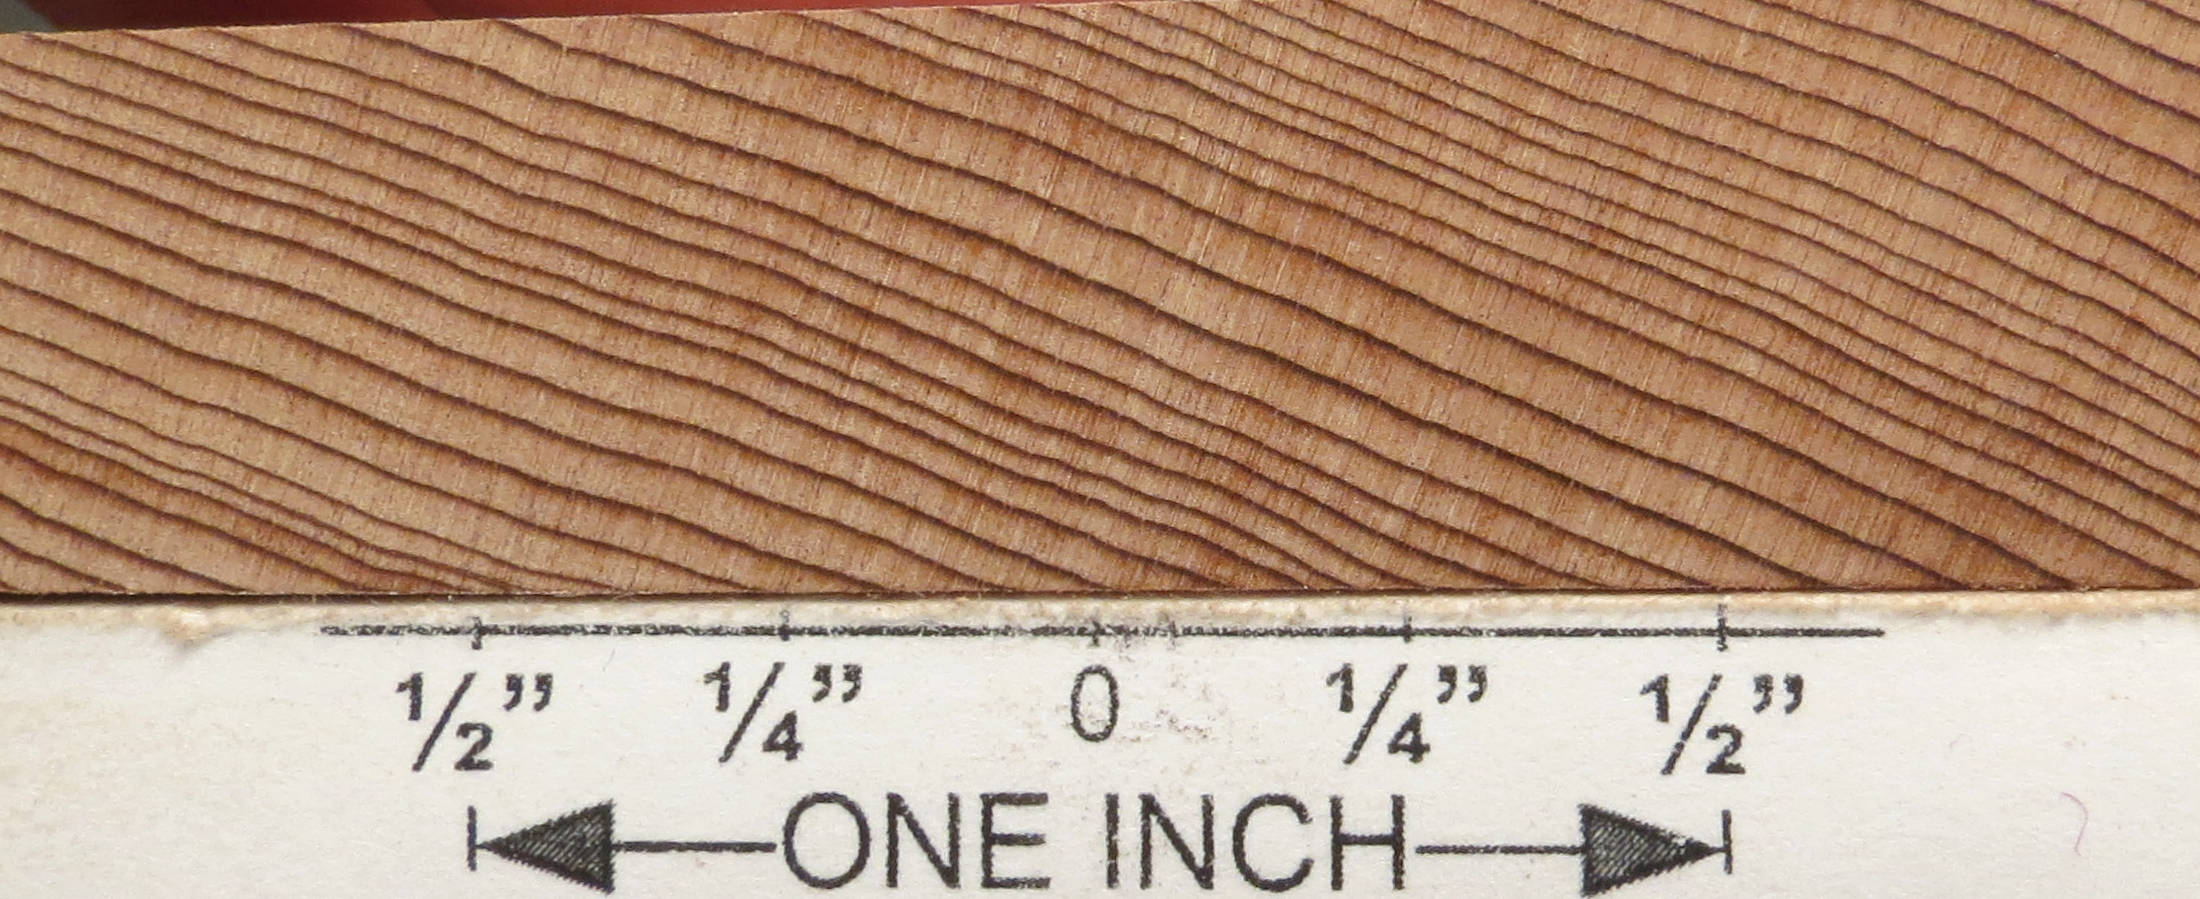 1/2” 1/4” 0 1/4” 1/2”
ONE INCH